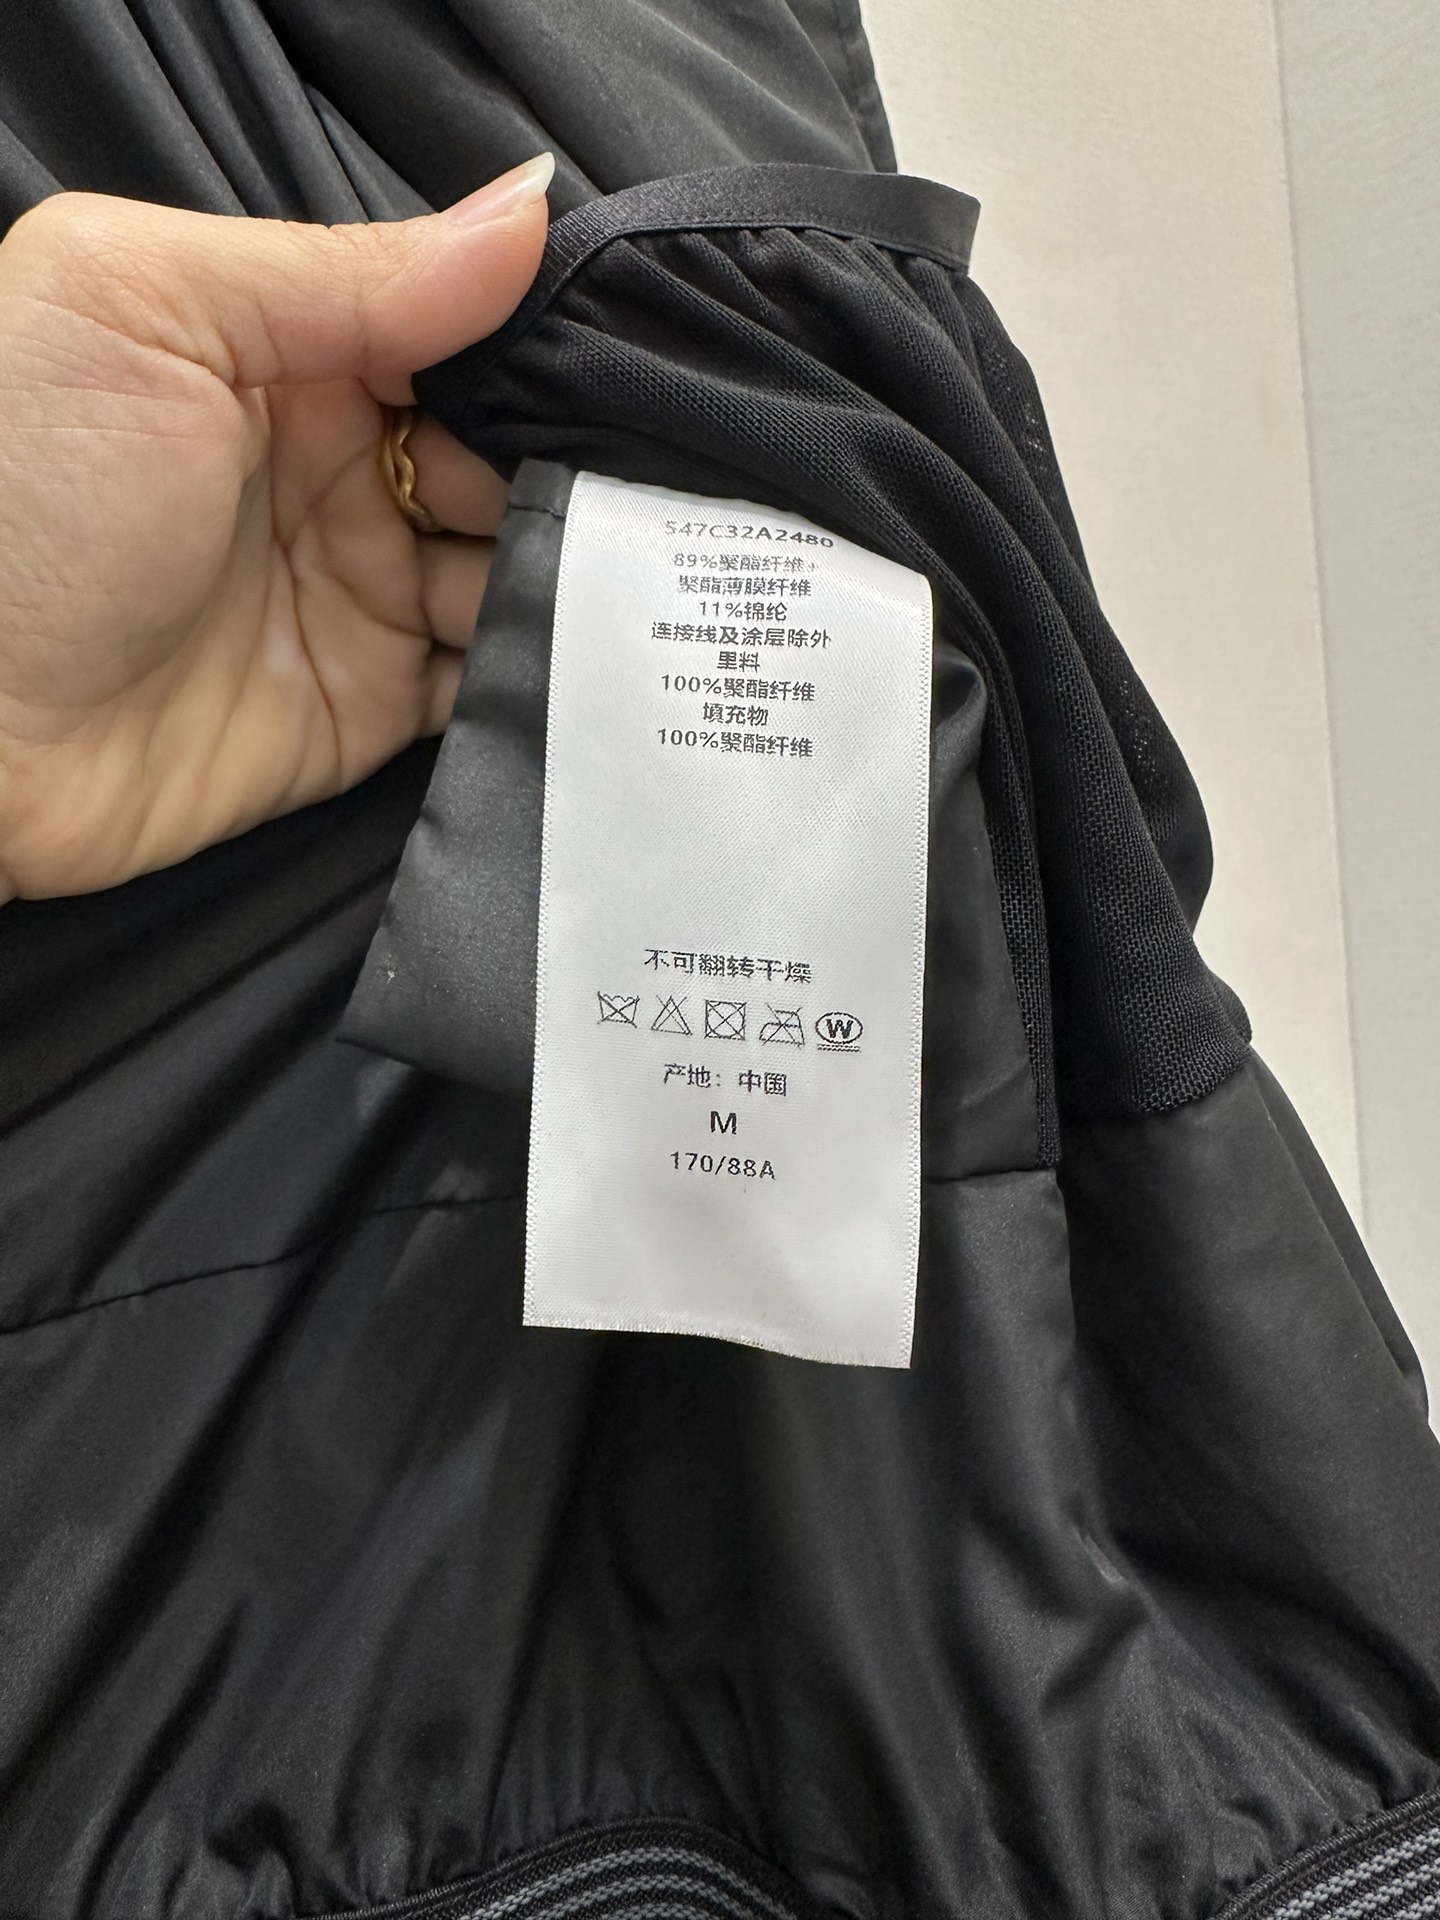 547C32A2480
89%聚酯纤维+
聚酯薄膜纤维
11%锦纶
连接线及涂层除外
里料
100%聚酯纤维
填充物
100%聚酯纤维
不可翻转干燥
W
产地：中国
M
170/88A